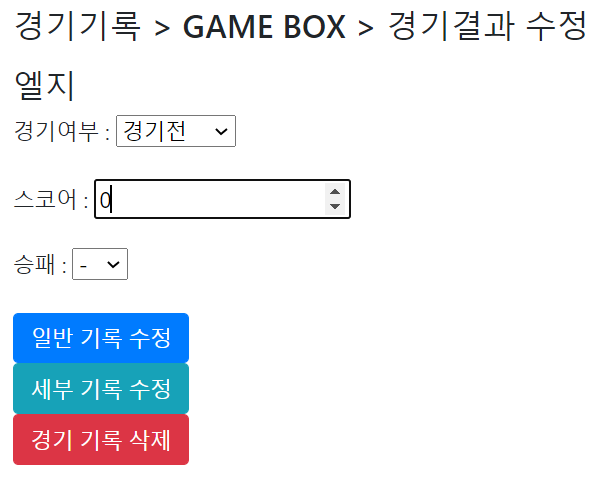 경기기록 > GAME BOX > 경기결과 수정
엘지
경기여부 : 경기전
스코어 : 0
승패 : -
일반 기록 수정
세부 기록 수정
경기 기록 삭제